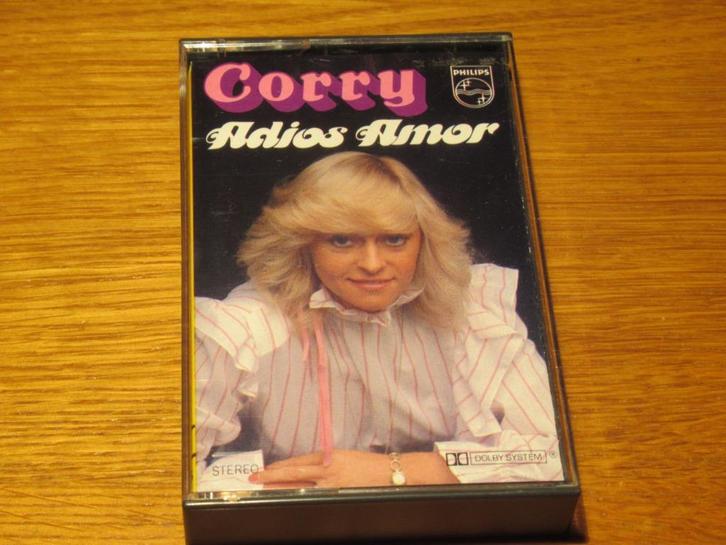 Corry
PHILIPS
Adios Amor
STEREO
DOLBY SYSTEM ®